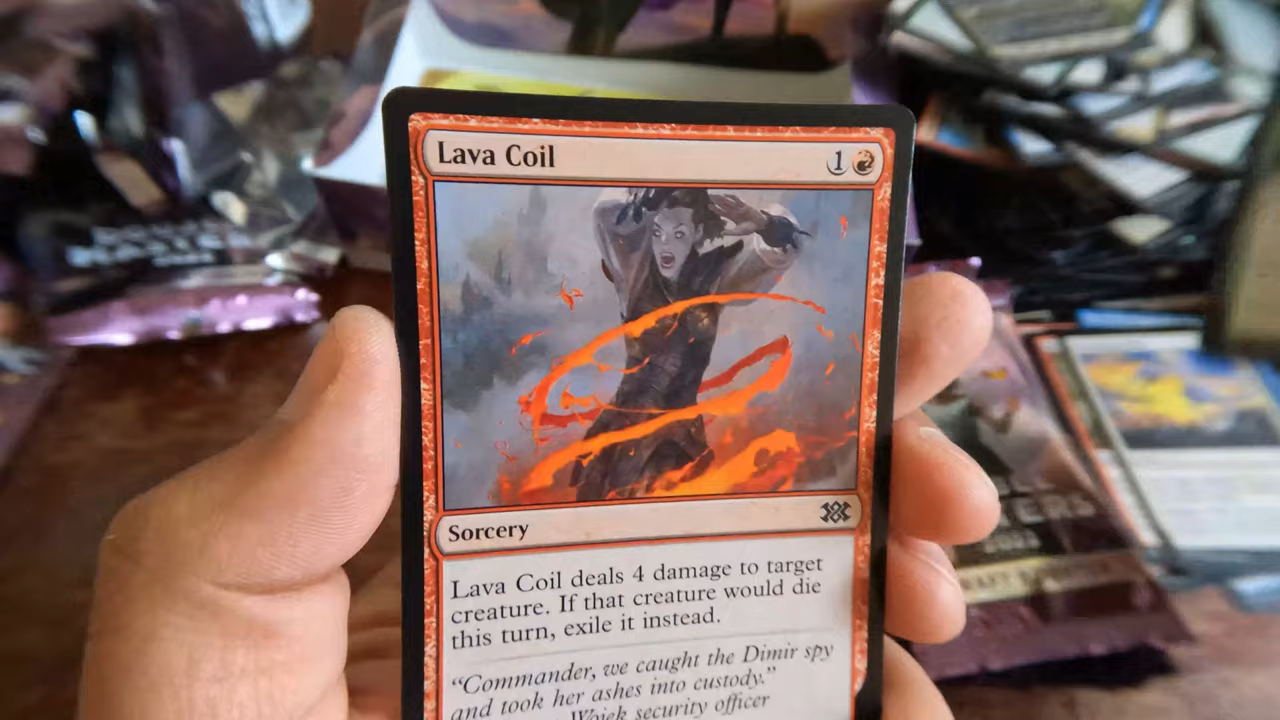 Lava Coil
1
Sorcery
Lava Coil deals 4 damage to target
creature. If that creature would die
this turn, exile it instead.
“Commander, we caught the Dimir spy
and took her ashes into custody.”
Wojek security officer